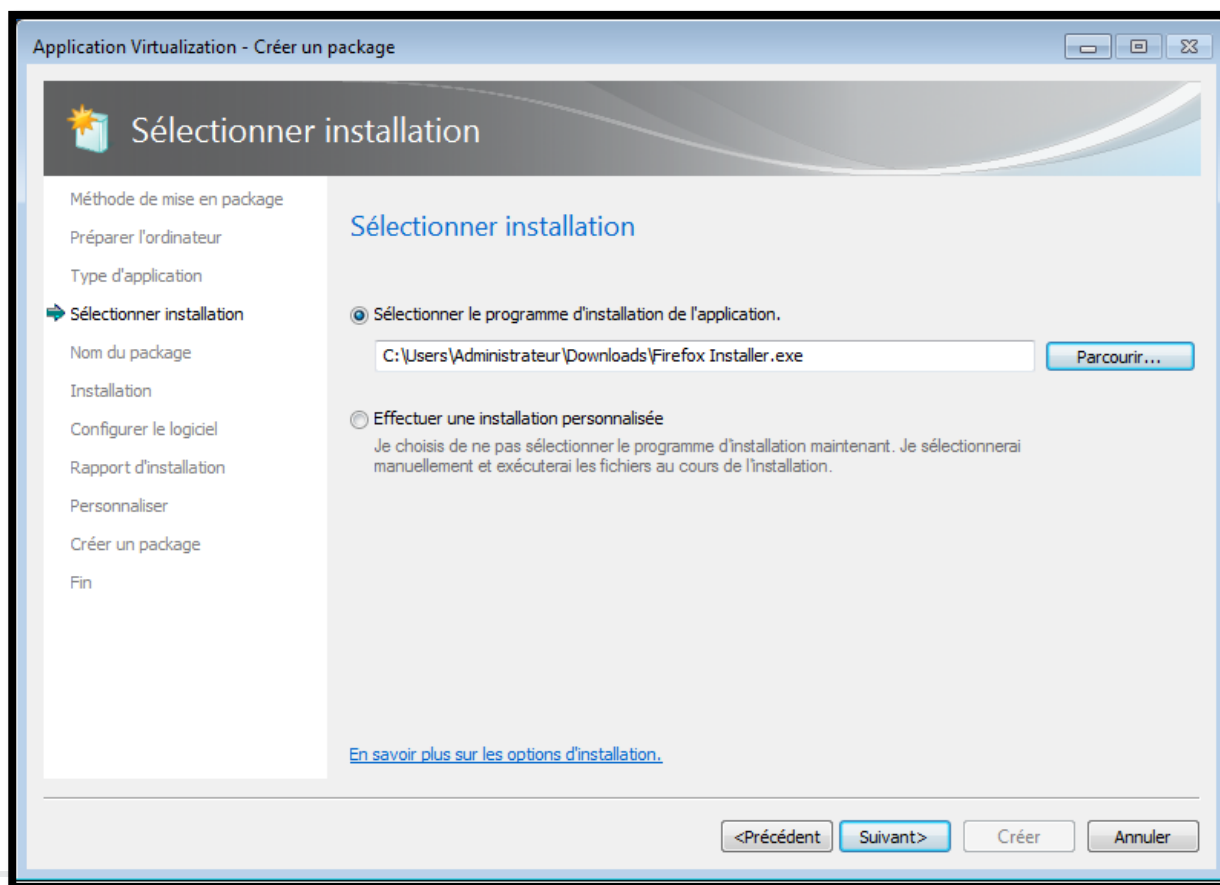 Application Virtualization - Créer un package
Sélectionner installation
Méthode de mise en package
Préparer l'ordinateur
Type d'application
Sélectionner installation
Nom du package
Installation
Configurer le logiciel
Rapport d'installation
Personnaliser
Créer un package
Fin
Sélectionner installation
Sélectionner le programme d'installation de l'application.
C:\Users\Administrateur\Downloads\Firefox Installer.exe
Parcourir...
Effectuer une installation personnalisée
Je choisis de ne pas sélectionner le programme d'installation maintenant. Je sélectionnerai
manuellement et exécuterai les fichiers au cours de l'installation.
En savoir plus sur les options d'installation.
<Précédent
Suivant>
Créer
Annuler